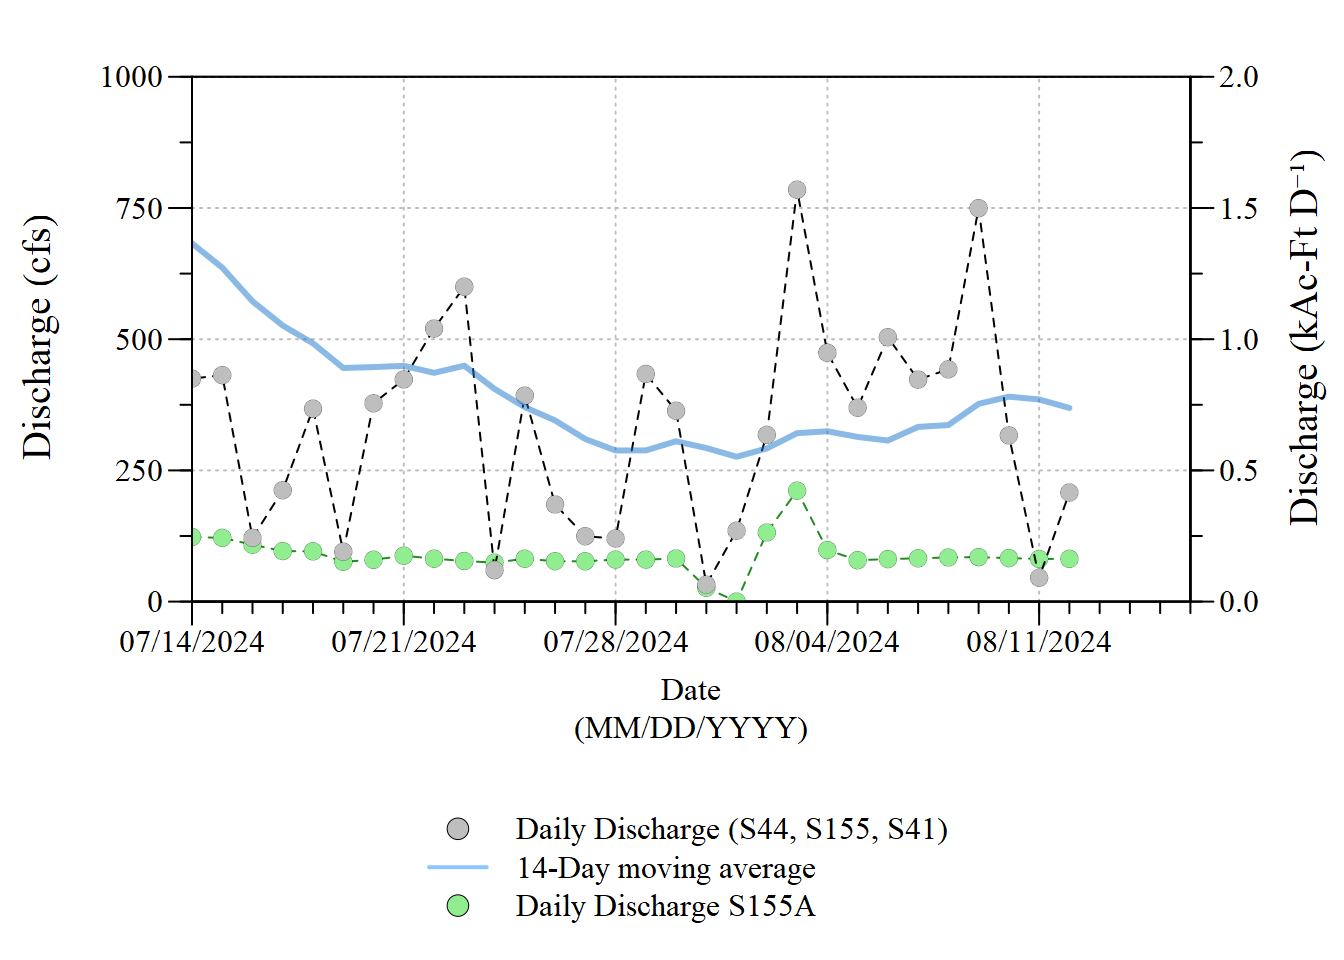 1000
750
500
250
0
2.0
1.5
1.0
0.5
0.0
Discharge (cfs)
Discharge (kAc-Ft D⁻¹)
07/14/2024 07/21/2024 07/28/2024 08/04/2024 08/11/2024
Date
(MM/DD/YYYY)
Daily Discharge (S44, S155, S41)
14-Day moving average
Daily Discharge S155A